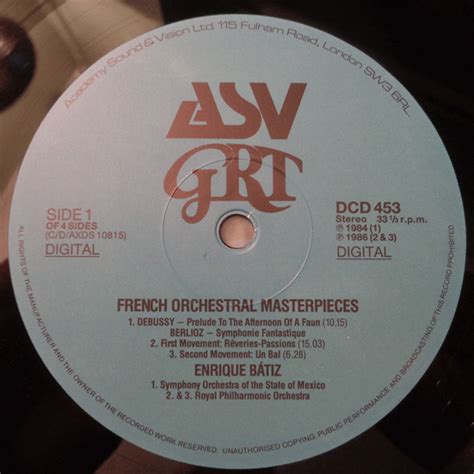 Academy Sound & Vision Ltd. 115 Fulham Road, London SW3 6RL.
ASV
GRT
SIDE 1
OF 4 SIDES
(C/D/AXDS 10815)
DIGITAL
DCD 453
Stereo 33 ⅓ r.p.m.
℗ 1984 (1)
℗ 1986 (2 & 3)
DIGITAL
FRENCH ORCHESTRAL MASTERPIECES
1. DEBUSSY – Prelude To The Afternoon Of A Faun (10.15)
BERLIOZ – Symphonie Fantastique
2. First Movement: Rêveries-Passions (15.03)
3. Second Movement: Un Bal (6.28)
ENRIQUE BÁTIZ
1. Symphony Orchestra of the State of Mexico
2. & 3. Royal Philharmonic Orchestra
ALL RIGHTS OF THE MANUFACTURER AND THE OWNER OF THE RECORDED WORK RESERVED. UNAUTHORISED COPYING, PUBLIC PERFORMANCE AND BROADCASTING OF THIS RECORD PROHIBITED